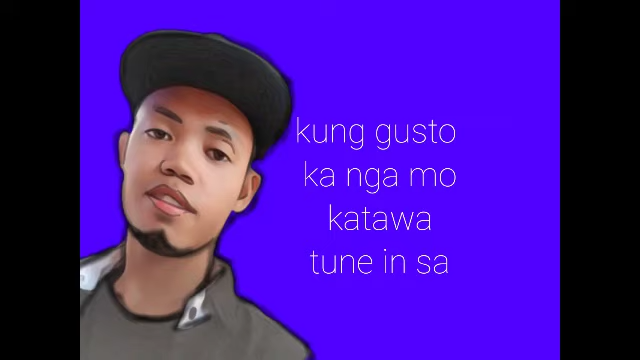 kung gusto
ka nga mo
katawa
tune in sa